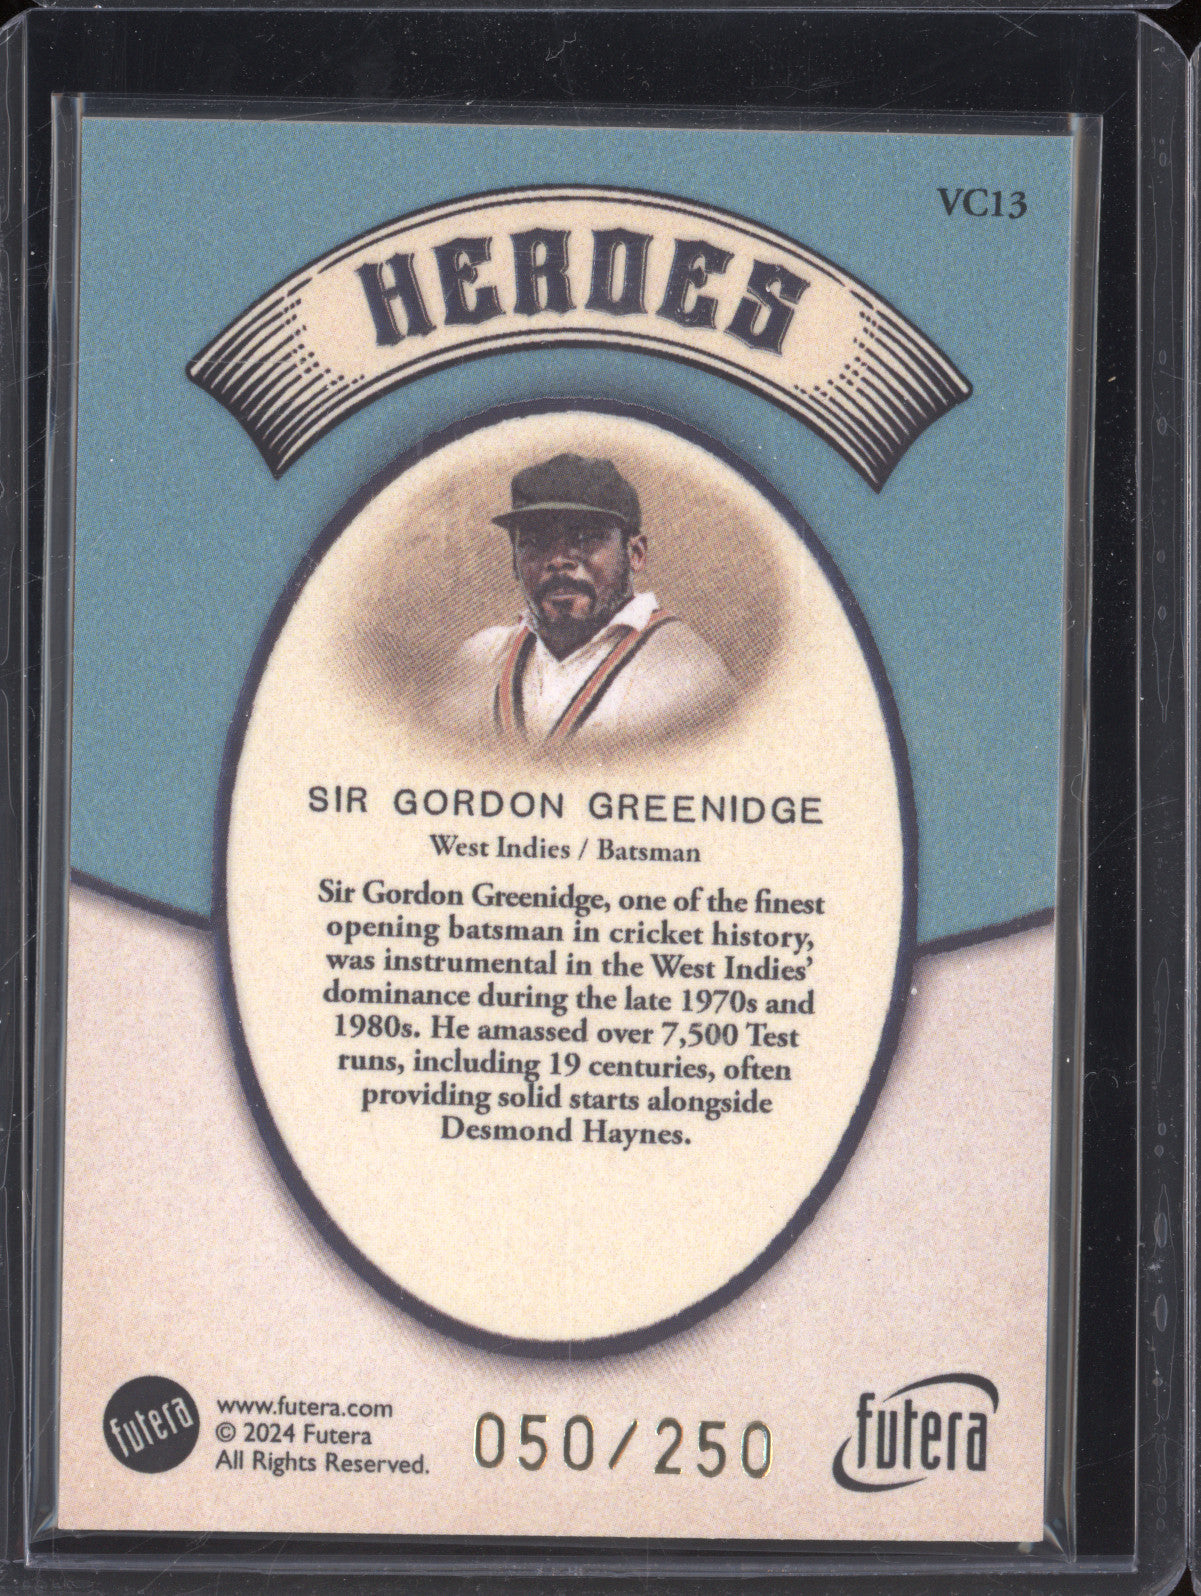 VC13
HEROES
SIR GORDON GREENIDGE
West Indies / Batsman
Sir Gordon Greenidge, one of the finest
opening batsman in cricket history,
was instrumental in the West Indies'
dominance during the late 1970s and
1980s. He amassed over 7,500 Test
runs, including 19 centuries, often
providing solid starts alongside
Desmond Haynes.
futera
www.futera.com
© 2024 Futera
All Rights Reserved.
050/250
futera